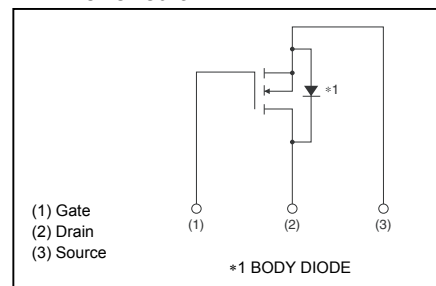 *1
(1) Gate
(2) Drain
(3) Source
(1) (2) (3)
*1 BODY DIODE